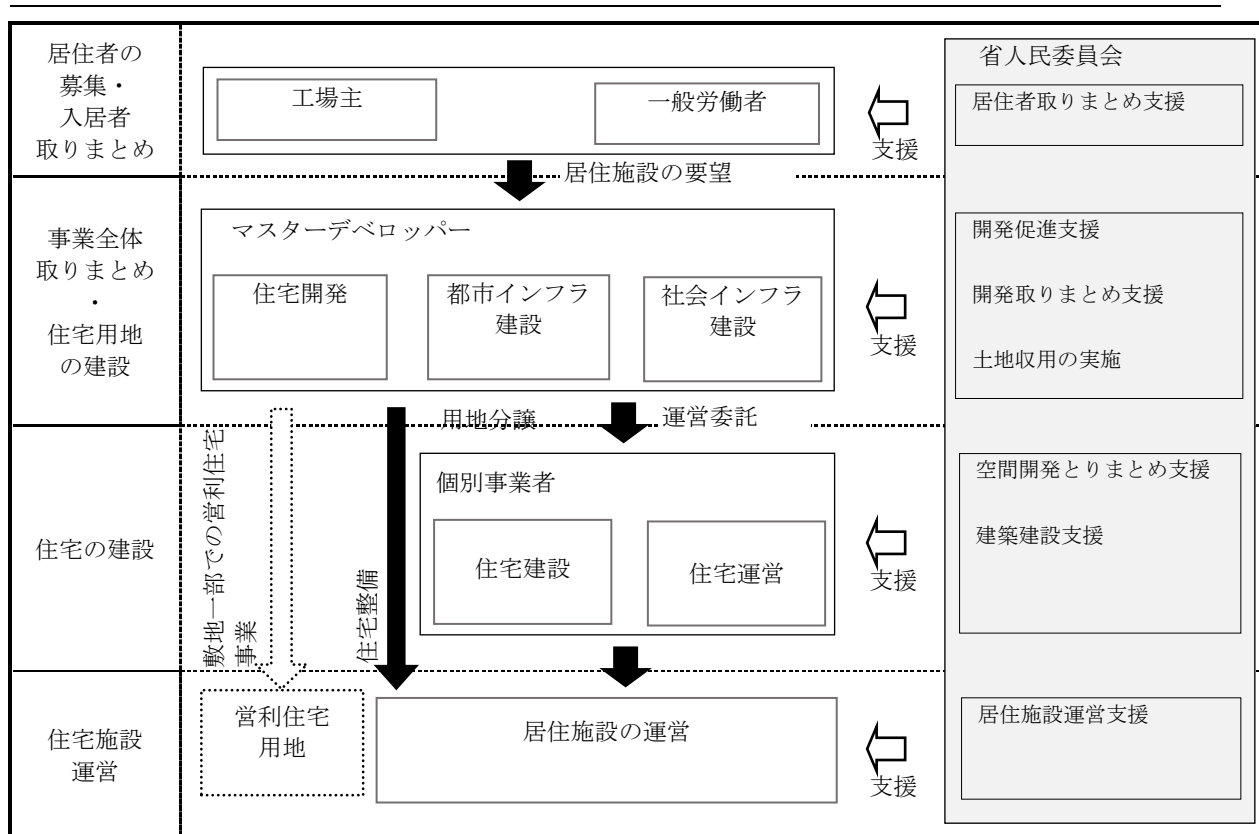 居住者の
募集・
入居者
取りまとめ
工場主
一般労働者
支援
省人民委員会
居住者取りまとめ支援
居住施設の要望
事業全体
取りまとめ
・
住宅用地
の建設
マスターデベロッパー
住宅開発
都市インフラ
建設
社会インフラ
建設
支援
開発促進支援
開発取りまとめ支援
土地収用の実施
用地分譲
運営委託
住宅の建設
敷地一部での営利住宅
事業
住宅整備
個別事業者
住宅建設
住宅運営
支援
空間開発とりまとめ支援
建築建設支援
住宅施設
運営
営利住宅
用地
居住施設の運営
支援
居住施設運営支援